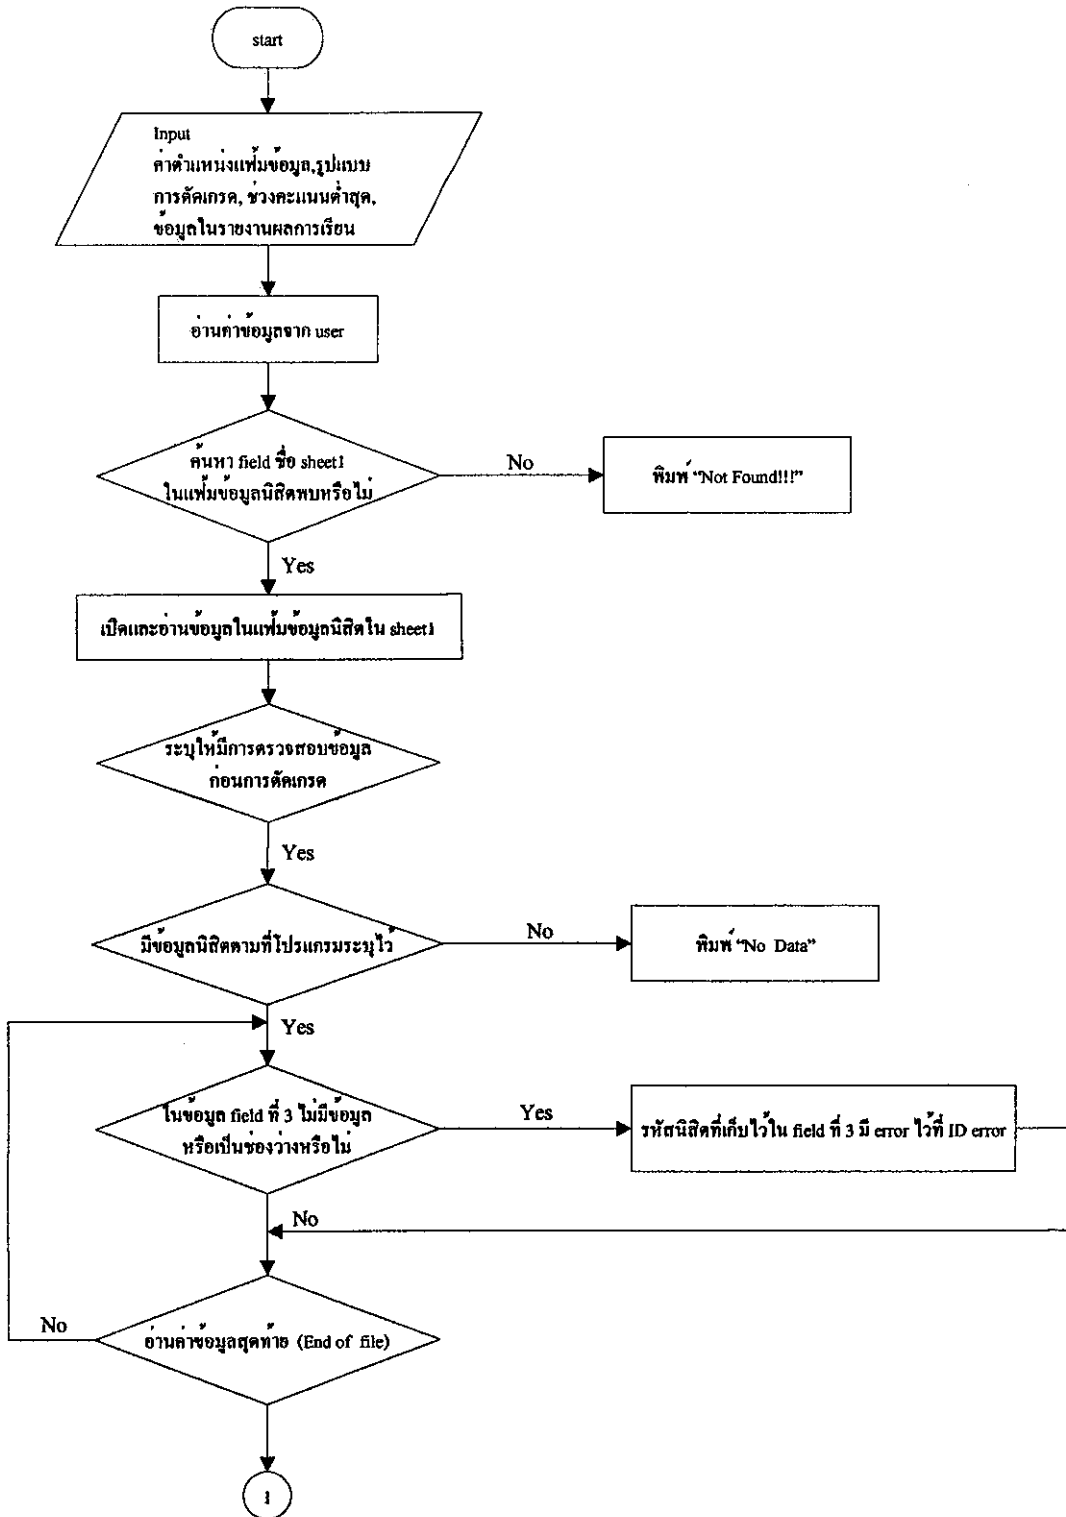 start
Input
ค่าตำแหน่งแฟ้มข้อมูล,รูปแบบ
การตัดเกรด, ช่วงคะแนนต่ำสุด,
ข้อมูลในรายงานผลการเรียน
อ่านค่าข้อมูลจาก user
ค้นหา field ชื่อ sheet1
ในแฟ้มข้อมูลนิสิตพบหรือไม่
No
พิมพ์ “Not Found!!!”
Yes
เปิดและอ่านข้อมูลในแฟ้มข้อมูลนิสิตใน sheet1
ระบุให้มีการตรวจสอบข้อมูล
ก่อนการตัดเกรด
Yes
มีข้อมูลนิสิตตามที่โปรแกรมระบุไว้
No
พิมพ์ “No Data”
Yes
ในข้อมูล field ที่ 3 ไม่มีข้อมูล
หรือเป็นช่องว่างหรือไม่
Yes
รหัสนิสิตที่เก็บไว้ใน field ที่ 3 มี error ไว้ที่ ID error
No
อ่านค่าข้อมูลสุดท้าย (End of file)
No
1